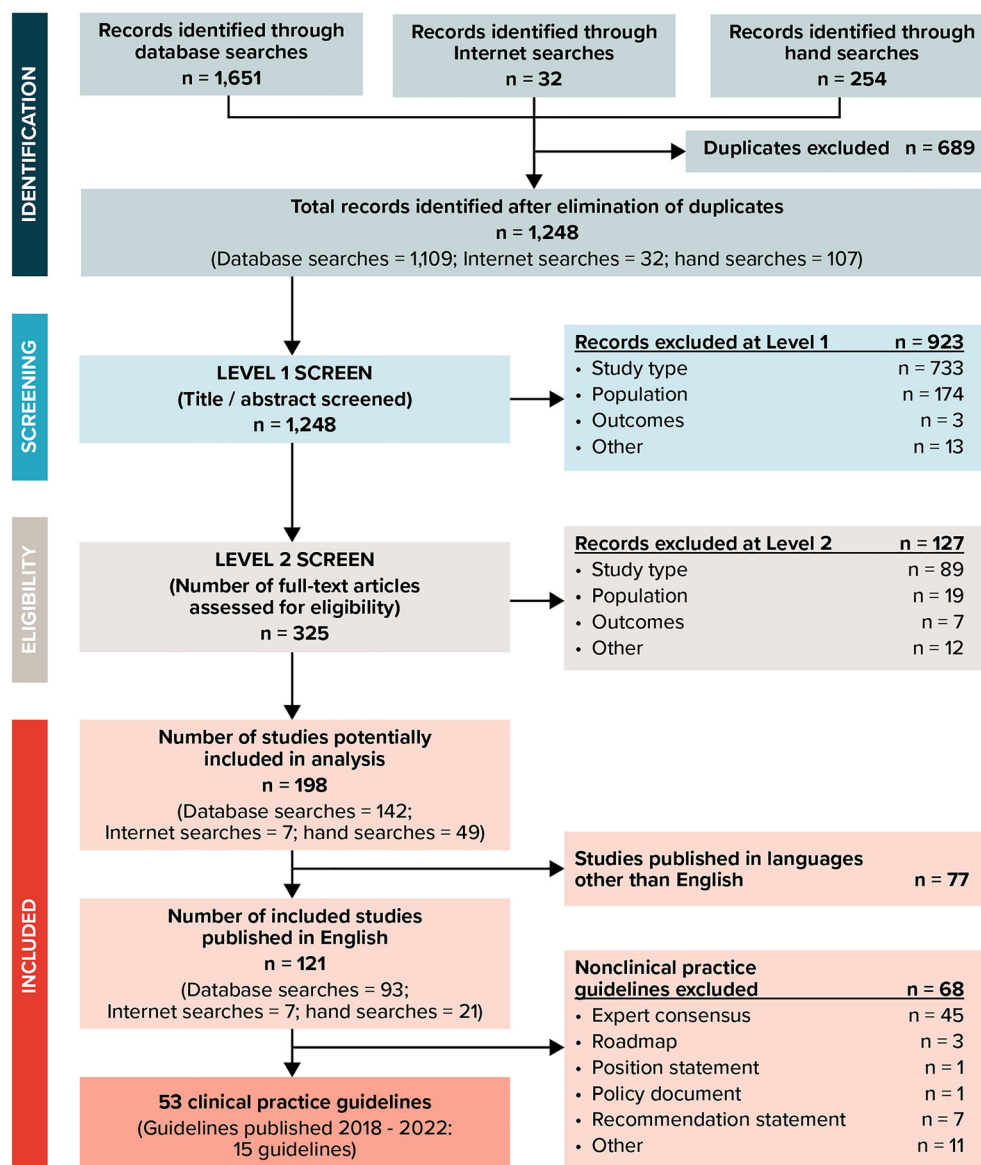 IDENTIFICATION
Records identified through
database searches
n = 1,651
Records identified through
Internet searches
n = 32
Records identified through
hand searches
n = 254
Duplicates excluded n = 689
Total records identified after elimination of duplicates
n = 1,248
(Database searches = 1,109; Internet searches = 32; hand searches = 107)
SCREENING
LEVEL 1 SCREEN
(Title / abstract screened)
n = 1,248
Records excluded at Level 1 n = 923
• Study type n = 733
• Population n = 174
• Outcomes n = 3
• Other n = 13
ELIGIBILITY
LEVEL 2 SCREEN
(Number of full-text articles
assessed for eligibility)
n = 325
Records excluded at Level 2 n = 127
• Study type n = 89
• Population n = 19
• Outcomes n = 7
• Other n = 12
INCLUDED
Number of studies potentially
included in analysis
n = 198
(Database searches = 142;
Internet searches = 7; hand searches = 49)
Studies published in languages
other than English n = 77
Number of included studies
published in English
n = 121
(Database searches = 93;
Internet searches = 7; hand searches = 21)
Nonclinical practice
guidelines excluded n = 68
• Expert consensus n = 45
• Roadmap n = 3
• Position statement n = 1
• Policy document n = 1
• Recommendation statement n = 7
• Other n = 11
53 clinical practice guidelines
(Guidelines published 2018 - 2022:
15 guidelines)